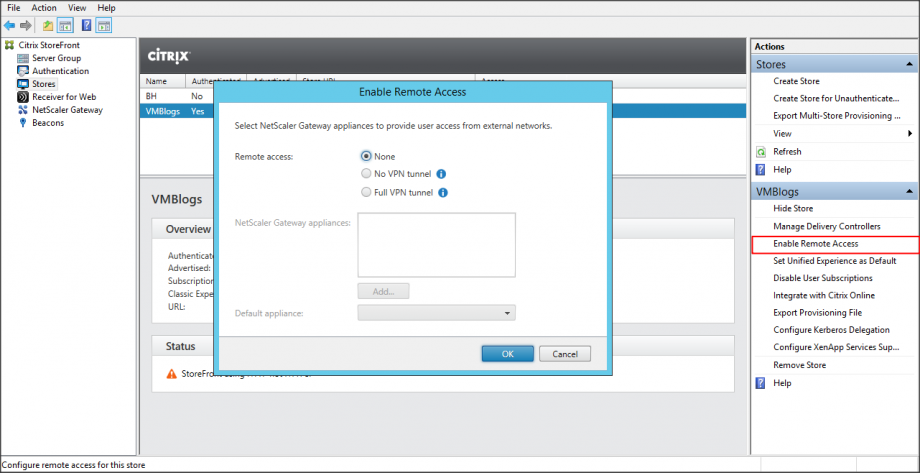 File Action View Help
Citrix StoreFront
Server Group
Authentication
Stores
Receiver for Web
NetScaler Gateway
Beacons
CİTRIX
Name Authenticated Advertised Store URL Access
BH No
VMBlogs Yes
VMBlogs
Overview
Authenticate
Advertised:
Subscription
Classic Expe
URL:
Status
StoreFront using
Enable Remote Access
Select NetScaler Gateway appliances to provide user access from external networks.
Remote access:
None
No VPN tunnel
Full VPN tunnel
NetScaler Gateway appliances:
Add...
Default appliance:
OK Cancel
Actions
Stores
Create Store
Create Store for Unauthenticate...
Export Multi-Store Provisioning ...
View
Refresh
Help
VMBlogs
Hide Store
Manage Delivery Controllers
Enable Remote Access
Set Unified Experience as Default
Disable User Subscriptions
Integrate with Citrix Online
Export Provisioning File
Configure Kerberos Delegation
Configure XenApp Services Sup...
Remove Store
Help
Configure remote access for this store